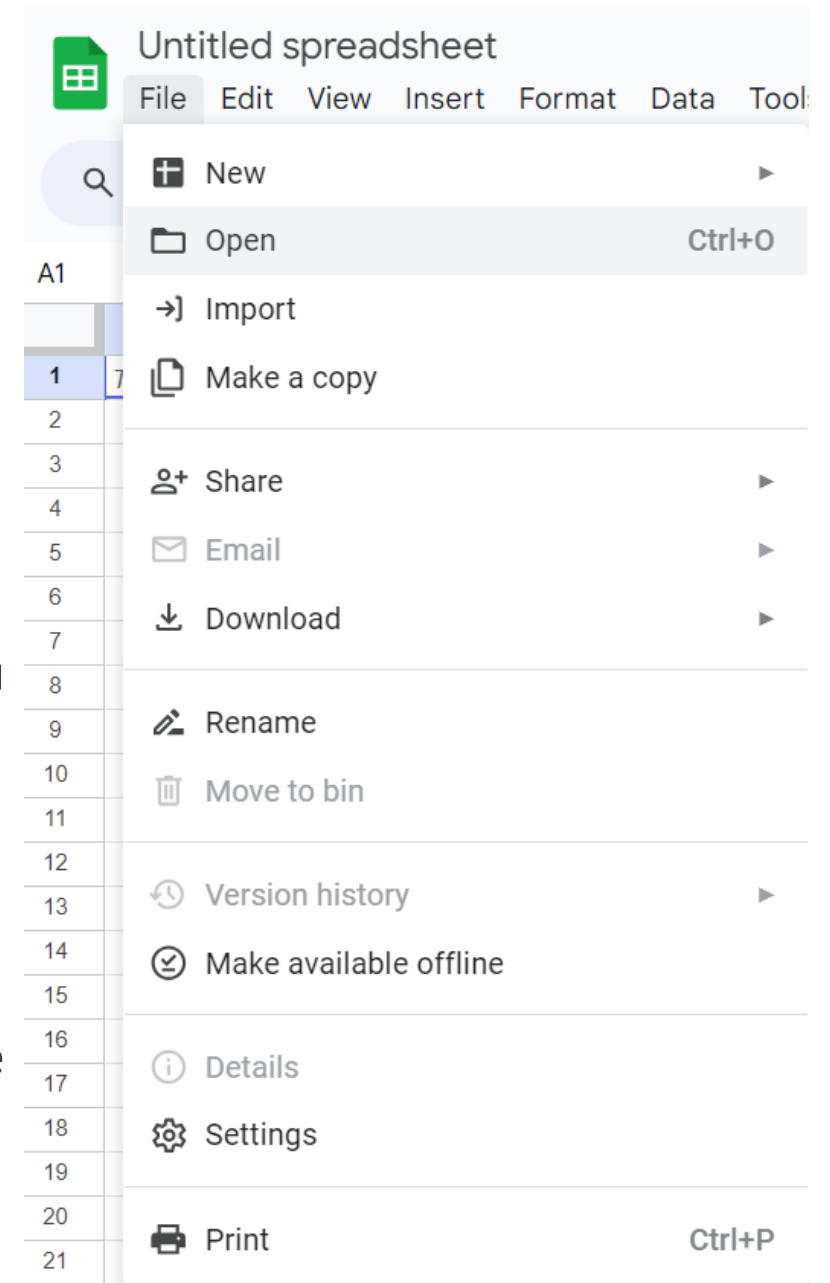 Untitled spreadsheet
File Edit View Insert Format Data Tool
New
Open Ctrl+O
A1
Import
1
Make a copy
2
3
Share
4
Email
5
6
Download
7
8
Rename
9
10
Move to bin
11
12
Version history
13
14
Make available offline
15
16
Details
17
18
Settings
19
20
Print Ctrl+P
21